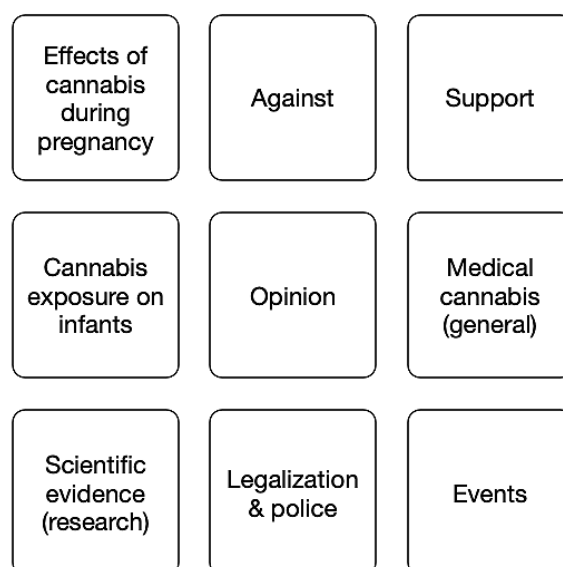 Effects of
cannabis
during
pregnancy
Against
Support
Cannabis
exposure on
infants
Opinion
Medical
cannabis
(general)
Scientific
evidence
(research)
Legalization
& police
Events